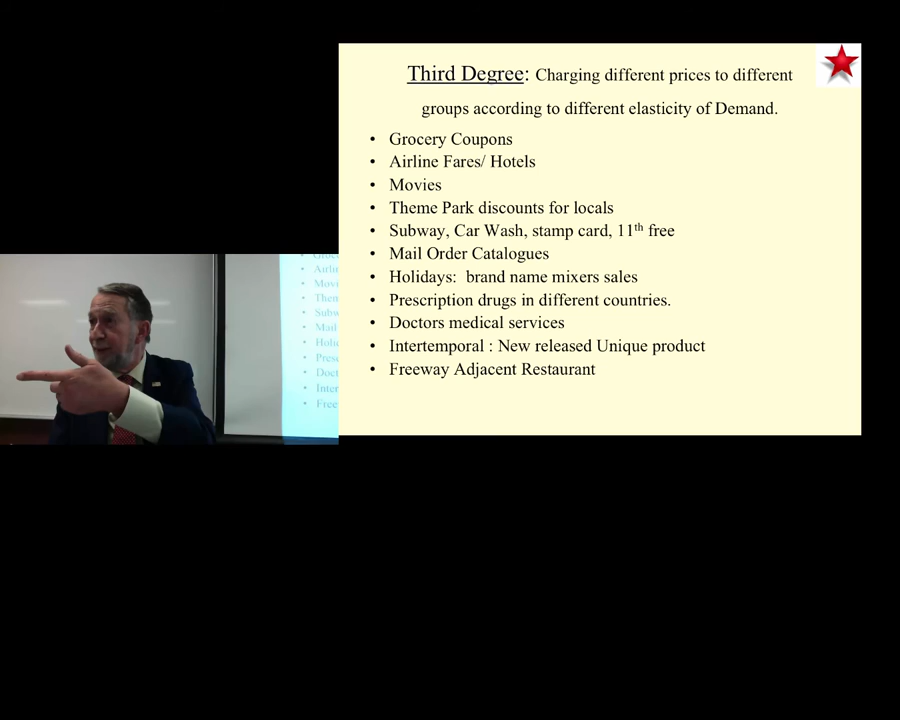 Third Degree: Charging different prices to different
groups according to different elasticity of Demand.
• Grocery Coupons
• Airline Fares/ Hotels
• Movies
• Theme Park discounts for locals
• Subway, Car Wash, stamp card, 11th free
• Mail Order Catalogues
• Holidays: brand name mixers sales
• Prescription drugs in different countries.
• Doctors medical services
• Intertemporal : New released Unique product
• Freeway Adjacent Restaurant